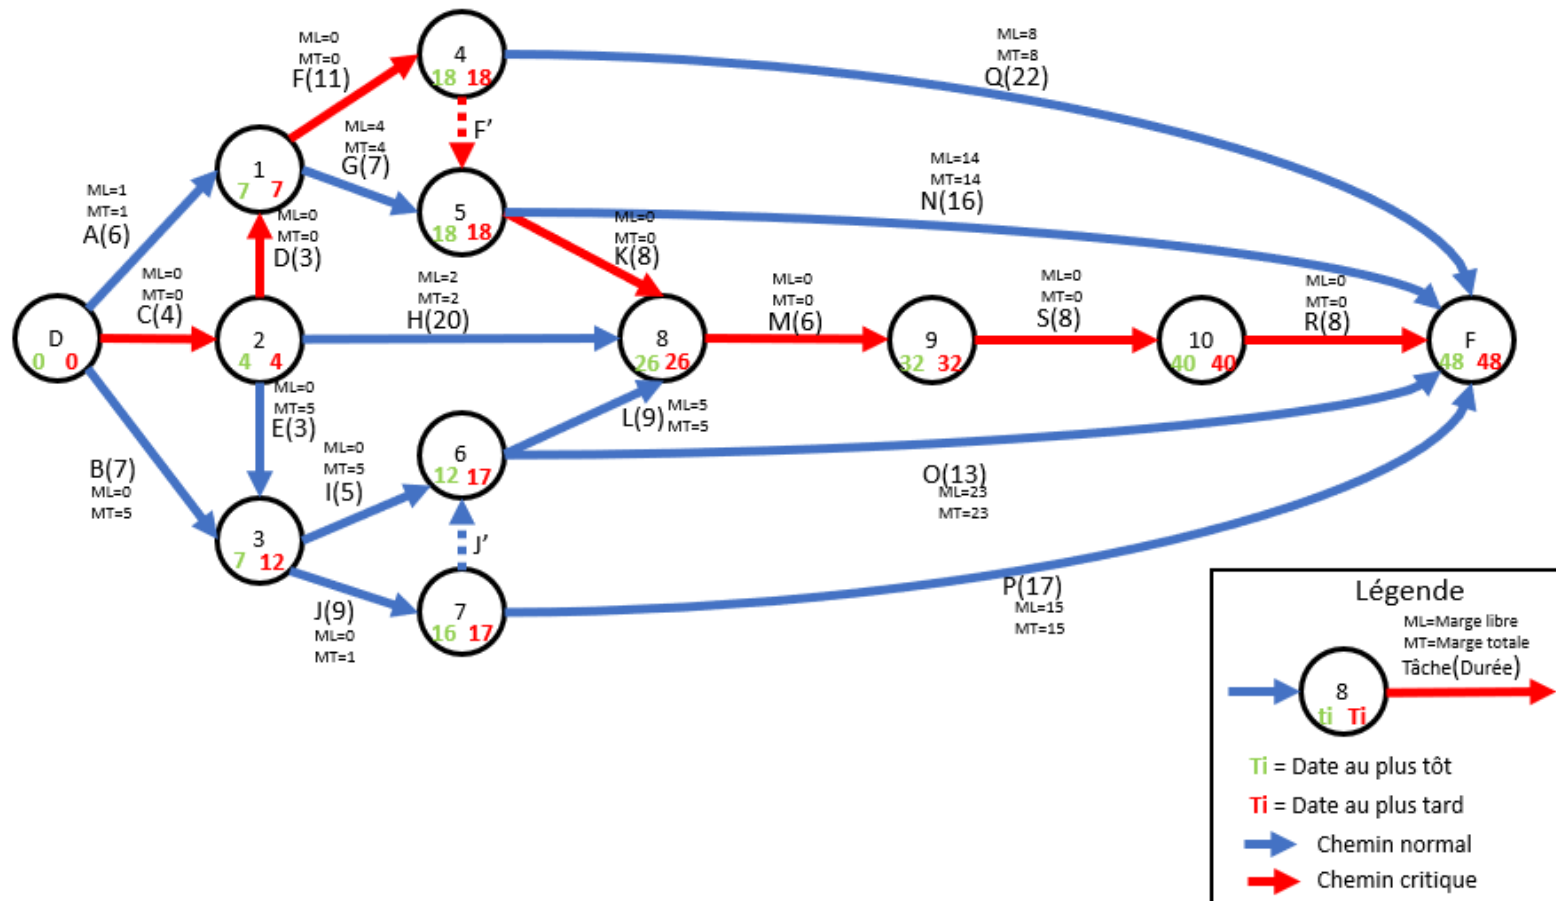 ML=0
MT=0
F(11)
4
18 18
ML=8
MT=8
Q(22)
F’
ML=4
MT=4
G(7)
1
7 7
ML=1
MT=1
A(6)
5
18 18
ML=14
MT=14
N(16)
ML=0
MT=0
D(3)
ML=0
MT=0
K(8)
ML=0
MT=0
C(4)
ML=2
MT=2
H(20)
ML=0
MT=0
M(6)
ML=0
MT=0
S(8)
ML=0
MT=0
R(8)
D
0 0
2
4 4
8
26 26
9
32 32
10
40 40
F
48 48
ML=0
MT=5
E(3)
L(9)
ML=5
MT=5
B(7)
ML=0
MT=5
ML=0
MT=5
I(5)
6
12 17
O(13)
ML=23
MT=23
3
7 12
J’
J(9)
ML=0
MT=1
7
16 17
P(17)
ML=15
MT=15
Légende
ML=Marge libre
MT=Marge totale
Tâche(Durée)
8
ti Ti
Ti = Date au plus tôt
Ti = Date au plus tard
Chemin normal
Chemin critique